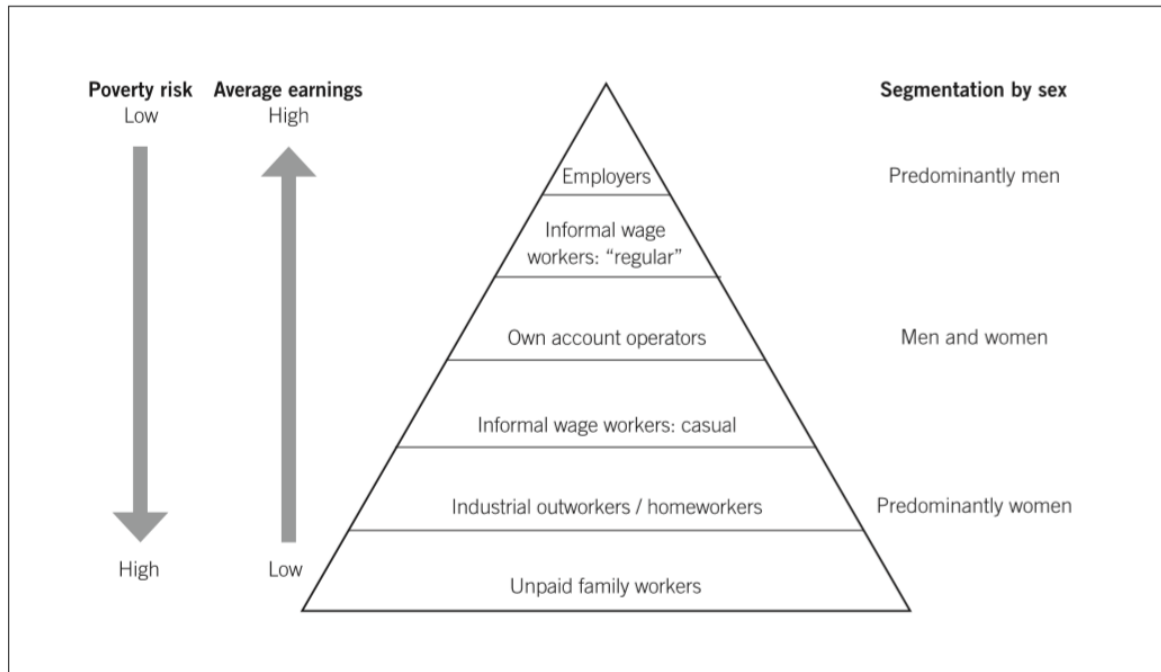 Poverty risk
Low
Average earnings
High
Segmentation by sex
Employers
Predominantly men
Informal wage
workers: “regular”
Own account operators
Men and women
Informal wage workers: casual
Industrial outworkers / homeworkers
Predominantly women
High
Low
Unpaid family workers